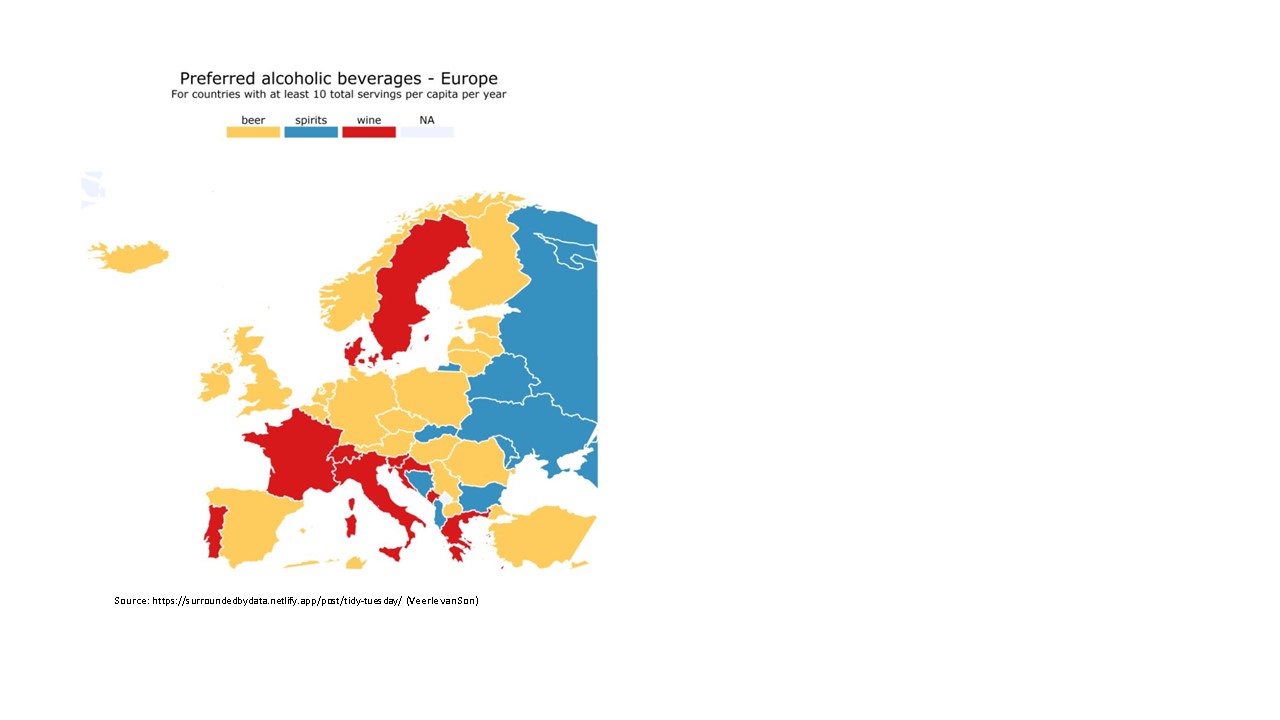 Preferred alcoholic beverages - Europe
For countries with at least 10 total servings per capita per year
beer spirits wine NA
Source: https://surroundedbydata.netlify.app/post/tidy-tuesday/ (Veerle van Son)